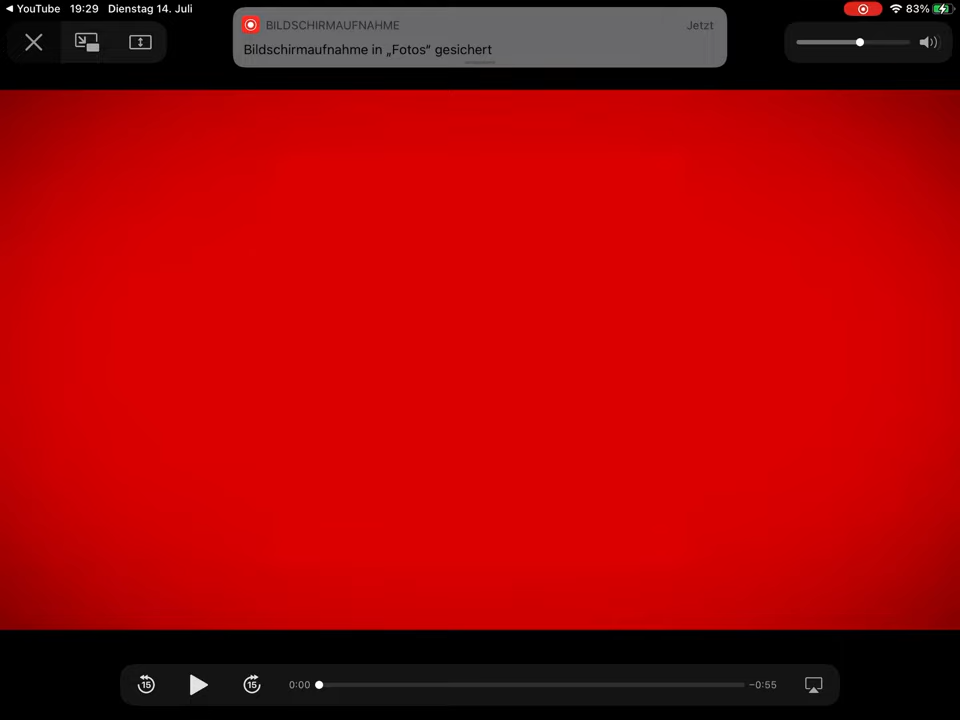 ◀ YouTube 19:29 Dienstag 14. Juli 83%
BILDSCHIRMAUFNAHME Jetzt
Bildschirmaufnahme in „Fotos“ gesichert
15 15 0:00 −0:55